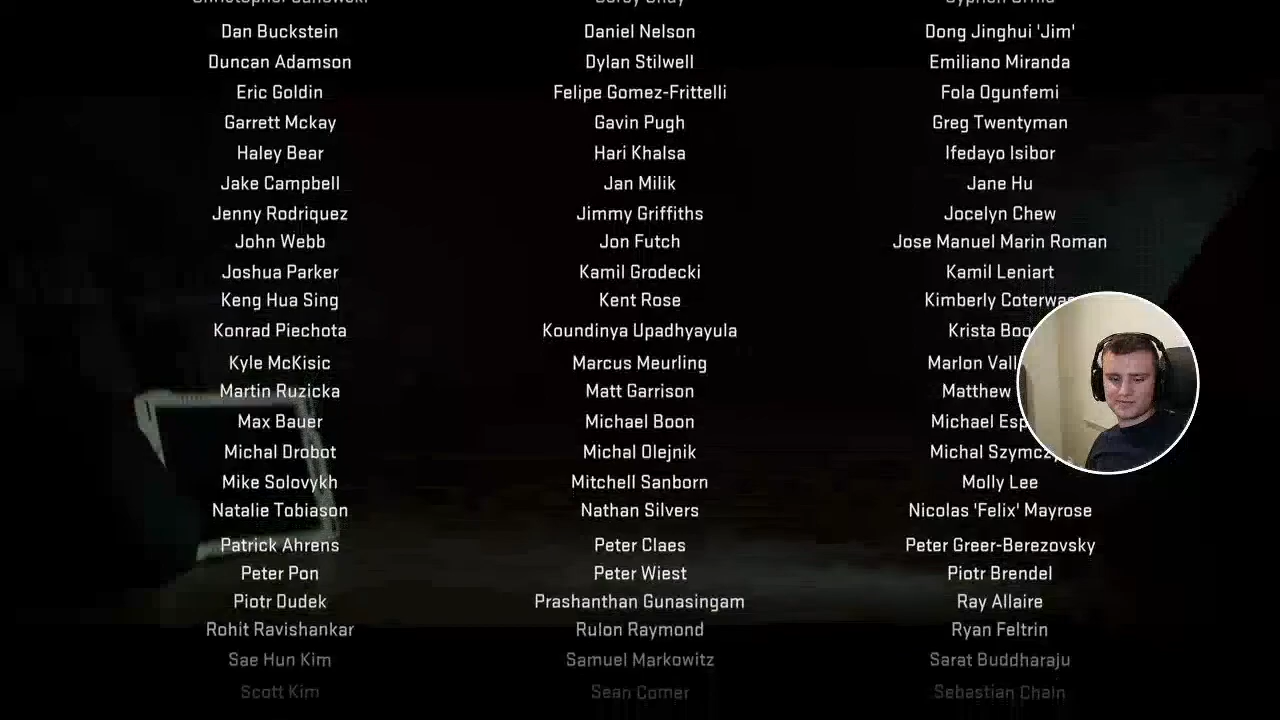 Dan Buckstein Daniel Nelson Dong Jinghui 'Jim'
Duncan Adamson Dylan Stilwell Emiliano Miranda
Eric Goldin Felipe Gomez-Frittelli Fola Ogunfemi
Garrett Mckay Gavin Pugh Greg Twentyman
Haley Bear Hari Khalsa Ifedayo Isibor
Jake Campbell Jan Milik Jane Hu
Jenny Rodriquez Jimmy Griffiths Jocelyn Chew
John Webb Jon Futch Jose Manuel Marin Roman
Joshua Parker Kamil Grodecki Kamil Leniart
Keng Hua Sing Kent Rose Kimberly
Konrad Piechota Koundinya Upadhyayula Krista
Kyle McKisic Marcus Meurling Marlon
Martin Ruzicka Matt Garrison Matthew
Max Bauer Michael Boon Michael
Michal Drobot Michal Olejnik Michal
Mike Solovykh Mitchell Sanborn Molly Lee
Natalie Tobiason Nathan Silvers Nicolas 'Felix' Mayrose
Patrick Ahrens Peter Claes Peter Greer-Berezovsky
Peter Pon Peter Wiest Piotr Brendel
Piotr Dudek Prashanthan Gunasingam Ray Allaire
Rohit Ravishankar Rulon Raymond Ryan Feltrin
Sae Hun Kim Samuel Markowitz Sarat Buddharaju
Scott Kim Sean Comer Sebastian Chain